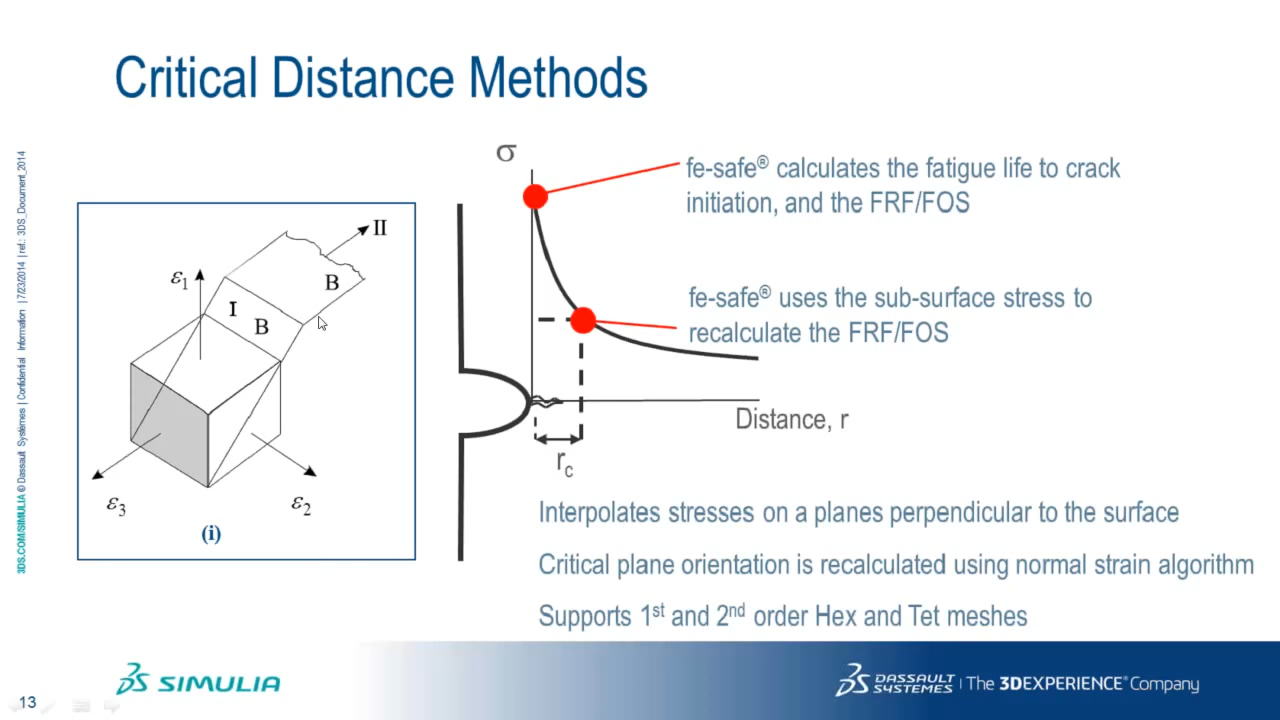 Critical Distance Methods
3DS.COM/SIMULIA © Dassault Systèmes | Confidential Information | 7/23/2014 | ref.: 3DS_Document_2014
II
ε1
B
I
B
ε3
ε2
(i)
σ
fe-safe® calculates the fatigue life to crack
initiation, and the FRF/FOS
fe-safe® uses the sub-surface stress to
recalculate the FRF/FOS
Distance, r
rc
Interpolates stresses on a planes perpendicular to the surface
Critical plane orientation is recalculated using normal strain algorithm
Supports 1st and 2nd order Hex and Tet meshes
13
3S SIMULIA
3S DASSAULT SYSTEMES | The 3DEXPERIENCE® Company